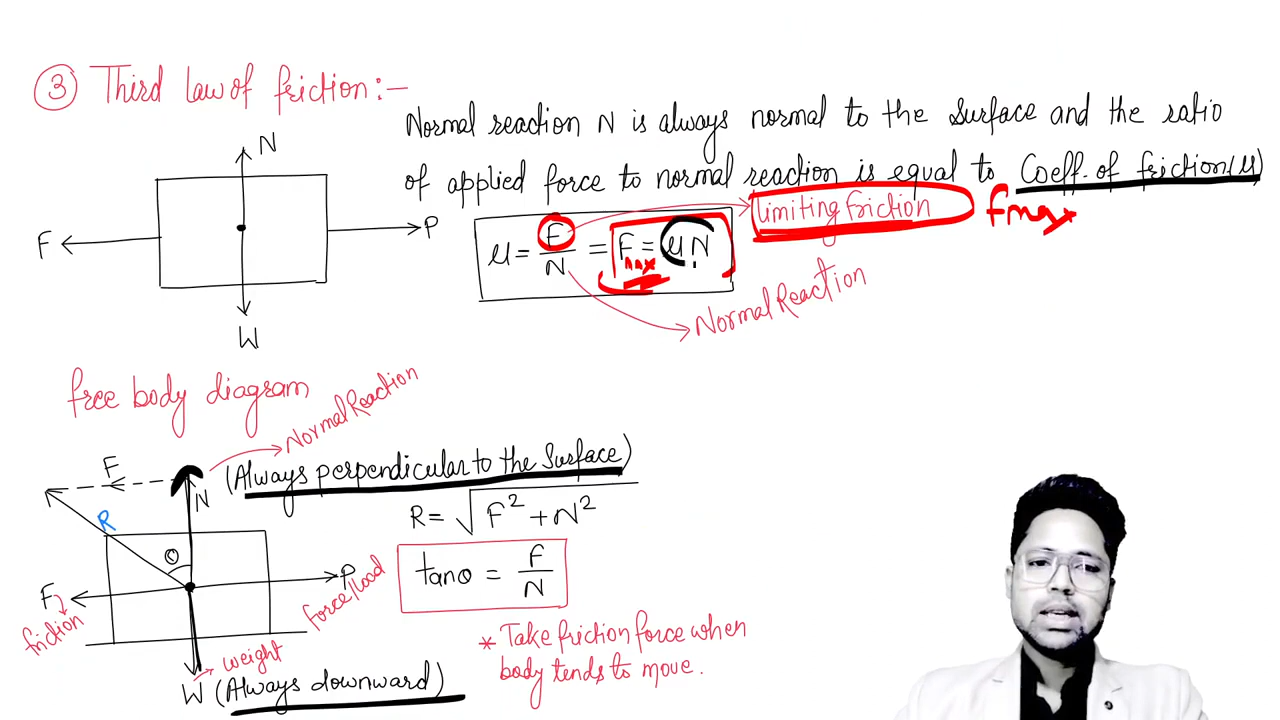 ③ Third law of friction:-
Normal reaction N is always normal to the surface and the ratio
of applied force to normal reaction is equal to Coeff. of friction(μ)
N
F
P
W
μ = F/N = F max = μN
limiting friction
fmax
Normal Reaction
free body diagram
Normal Reaction
(Always perpendicular to the Surface)
F
N
R
R = √F² + N²
θ
tanθ = F/N
F
friction
P
Force/Load
weight
W (Always downward)
* Take friction force when
body tends to move.